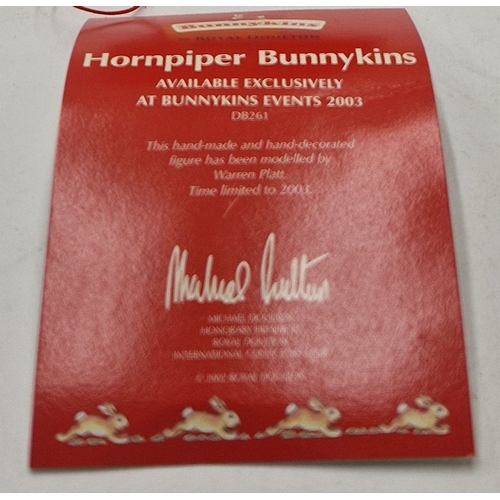 Bunnykins
ROYAL DOULTON
Hornpiper Bunnykins
AVAILABLE EXCLUSIVELY
AT BUNNYKINS EVENTS 2003
DB261
This hand-made and hand-decorated
figure has been modelled by
Warren Platt.
Time limited to 2003.
Michael Doulton
MICHAEL DOULTON
HONORARY PRESIDENT
ROYAL DOULTON
INTERNATIONAL COLLECTORS CLUB
© 2002 ROYAL DOULTON